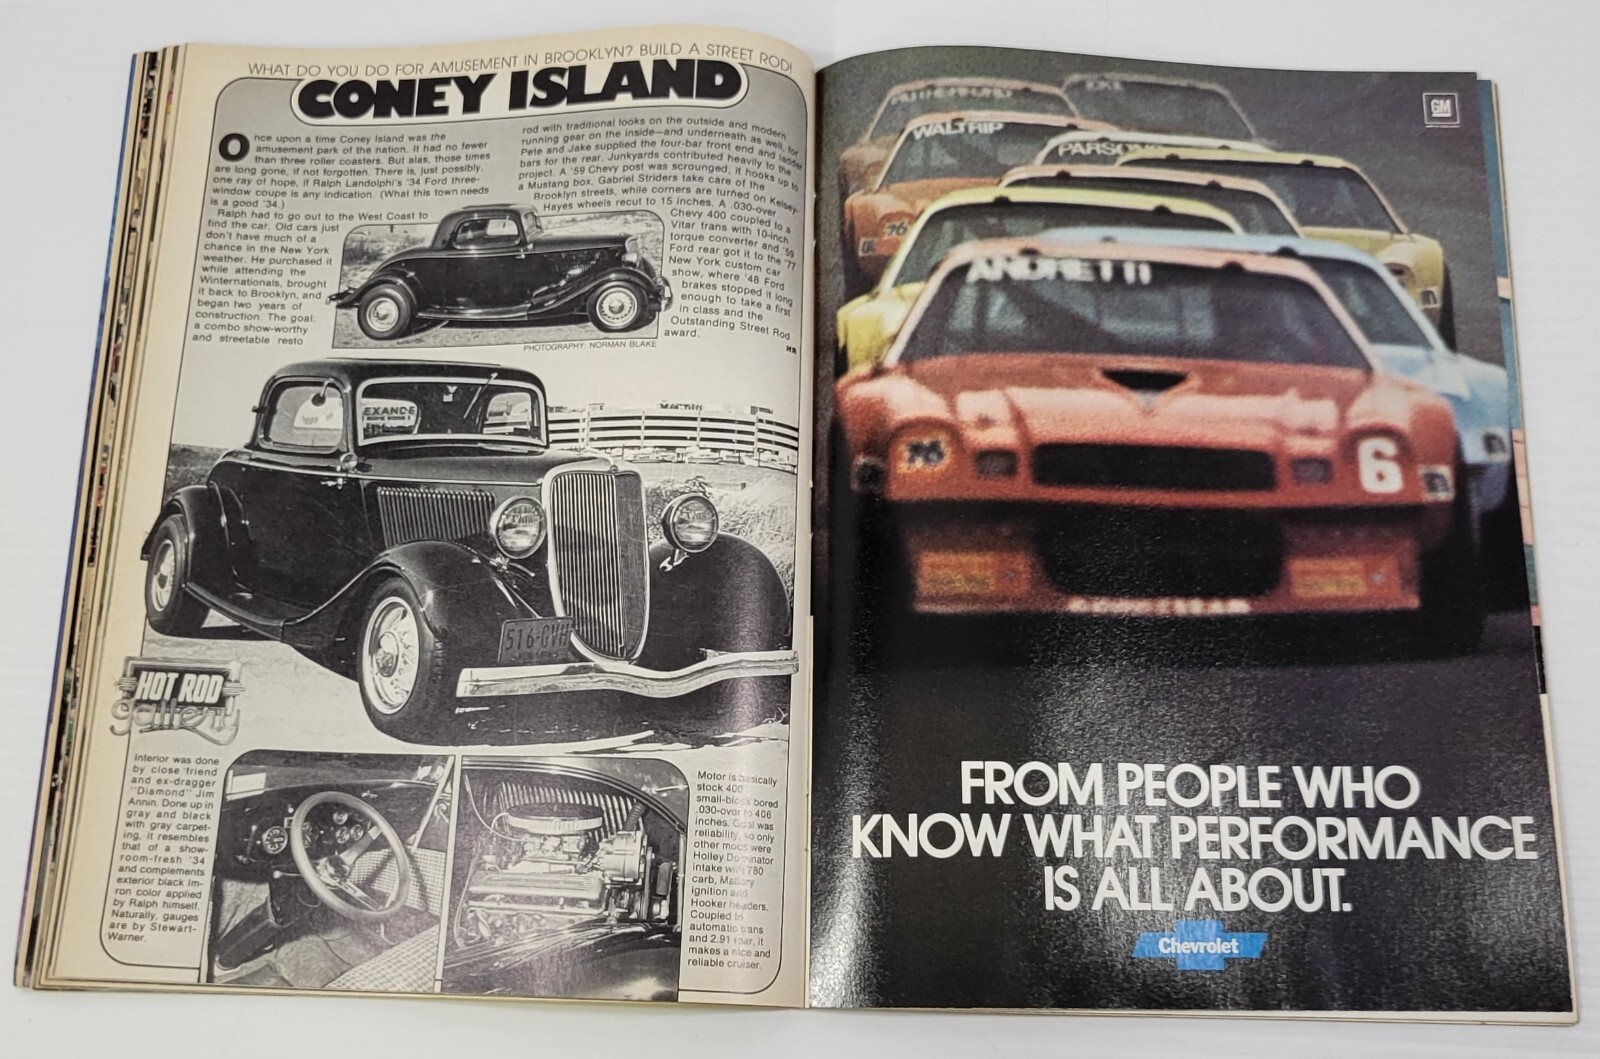 WHAT DO YOU DO FOR AMUSEMENT IN BROOKLYN? BUILD A STREET ROD!
CONEY ISLAND
Once upon a time Coney Island was the
amusement park of the nation. It had no fewer
than three roller coasters. But alas, those times
are long gone, if not forgotten. There is, just possibly,
one ray of hope, if Ralph Landolphi's '34 Ford three-
window coupe is any indication. (What this town needs
is a good '34.)
Ralph had to go out to the West Coast to
find the car. Old cars just
don't have much of a
chance in the New York
weather. He purchased it
while attending the
Winternationals, brought
it back to Brooklyn, and
began two years of
construction. The goal:
a combo show-worthy
and streetable resto
rod with traditional looks on the outside and modern
running gear on the inside—and underneath as well, for
Pete and Jake supplied the four-bar front end and ladder
bars for the rear. Junkyards contributed heavily to the
project. A '59 Chevy post was scrounged; it hooks up to
a Mustang box. Gabriel Striders take care of the
Brooklyn streets, while corners are turned on Kelsey-
Hayes wheels recut to 15 inches. A .030-over
Chevy 400 coupled to a
Vitar trans with 10-inch
torque converter and '59
Ford rear got it to the '77
New York custom car
show, where '48 Ford
brakes stopped it long
enough to take a first
in class and the
Outstanding Street Rod
award.
HR
PHOTOGRAPHY: NORMAN BLAKE
516-GVH
HOT ROD
gallery
Interior was done
by close friend
and ex-dragger
"Diamond" Jim
Annin. Done up in
gray and black
with gray carpet-
ing, it resembles
that of a show-
room-fresh '34
and complements
exterior black Im-
ron color applied
by Ralph himself.
Naturally, gauges
are by Stewart-
Warner.
Motor is basically
stock 400
small-block bored
.030-over to 406
inches. Goal was
reliability, so only
other mods were
Holley Dominator
intake with 780
carb, Mallory
ignition and
Hooker headers.
Coupled to
automatic trans
and 2.91 rear, it
makes a nice and
reliable cruiser.
GM
WALTRIP
PARSONS
76
ANDRETTI
76
6
FROM PEOPLE WHO
KNOW WHAT PERFORMANCE
IS ALL ABOUT.
Chevrolet